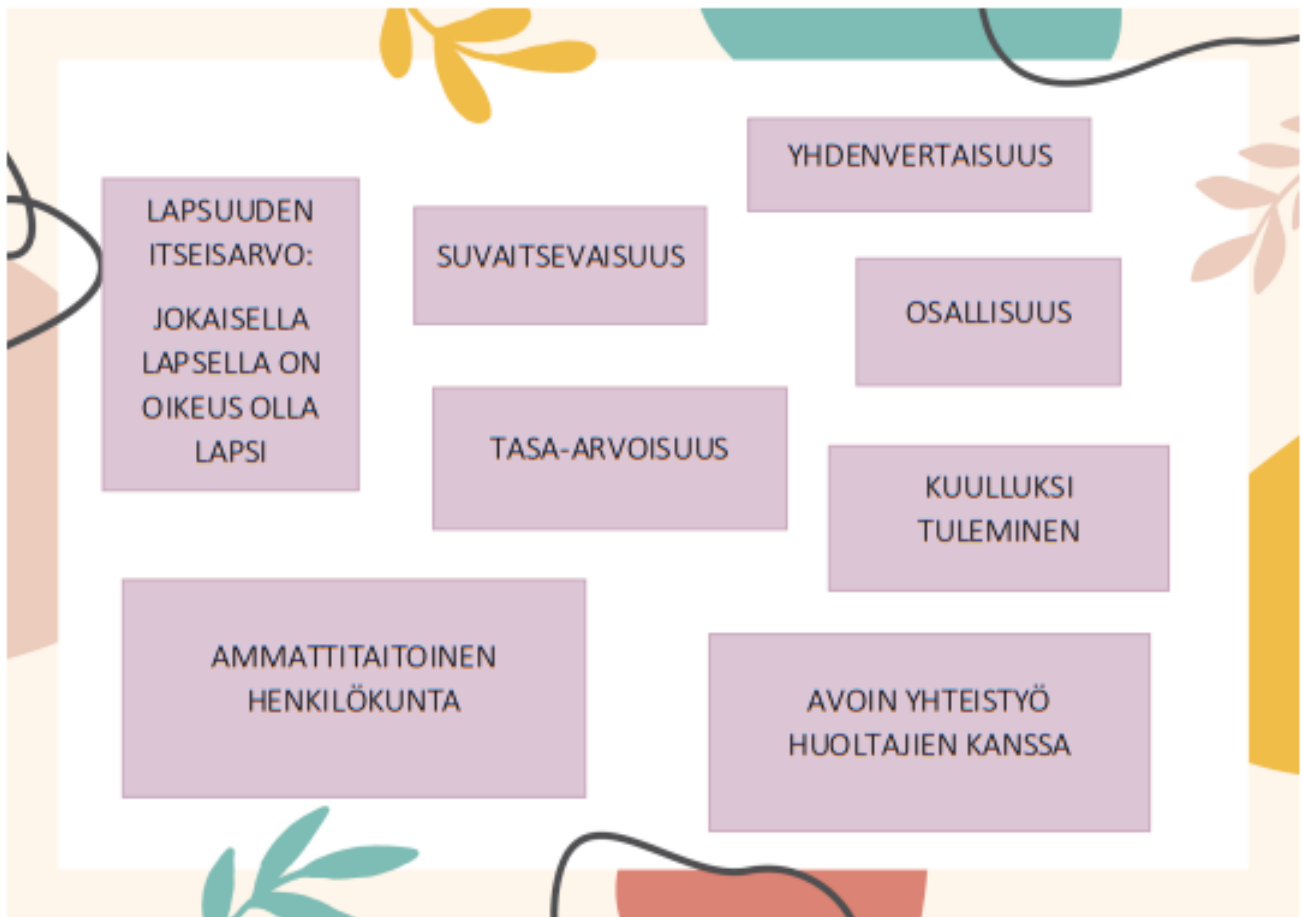 LAPSUUDEN
ITSEISARVO:
JOKAISELLA
LAPSELLA ON
OIKEUS OLLA
LAPSI
SUVAITSEVAISUUS
YHDENVERTAISUUS
OSALLISUUS
TASA-ARVOISUUS
KUULLUKSI
TULEMINEN
AMMATTITAITOINEN
HENKILÖKUNTA
AVOIN YHTEISTYÖ
HUOLTAJIEN KANSSA